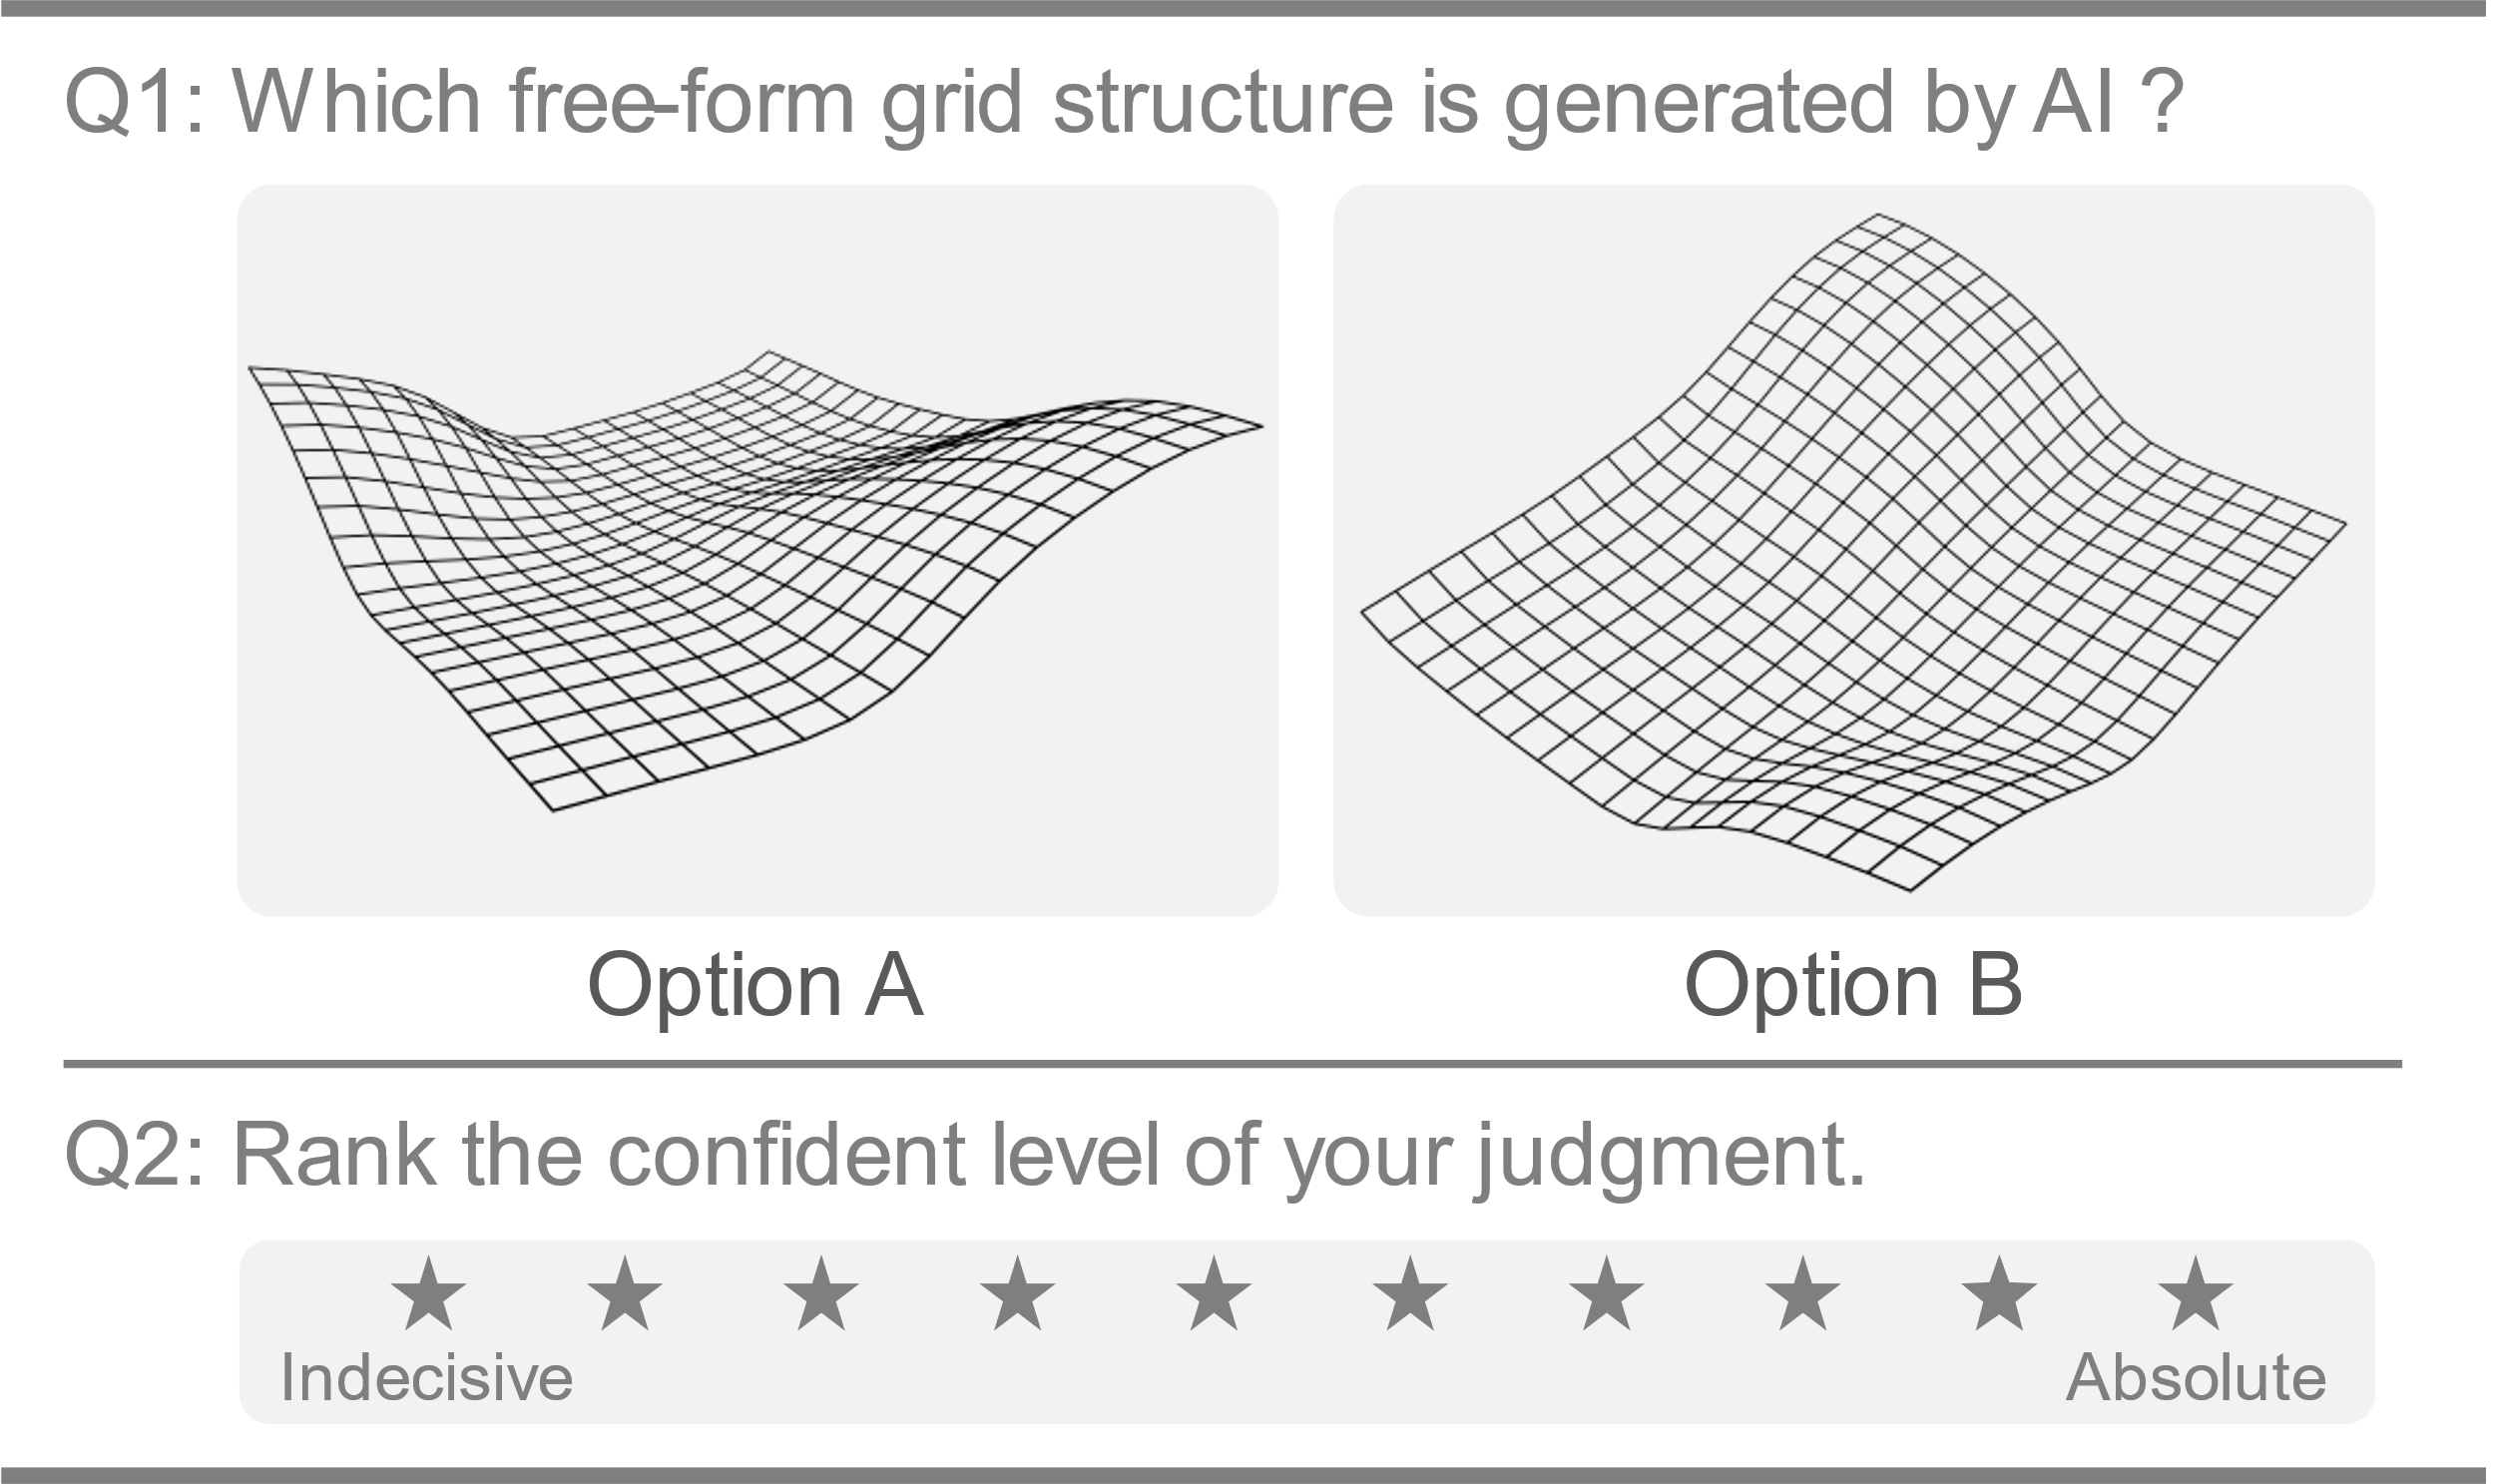 Q1: Which free-form grid structure is generated by AI ?
Option A
Option B
Q2: Rank the confident level of your judgment.
Indecisive
Absolute